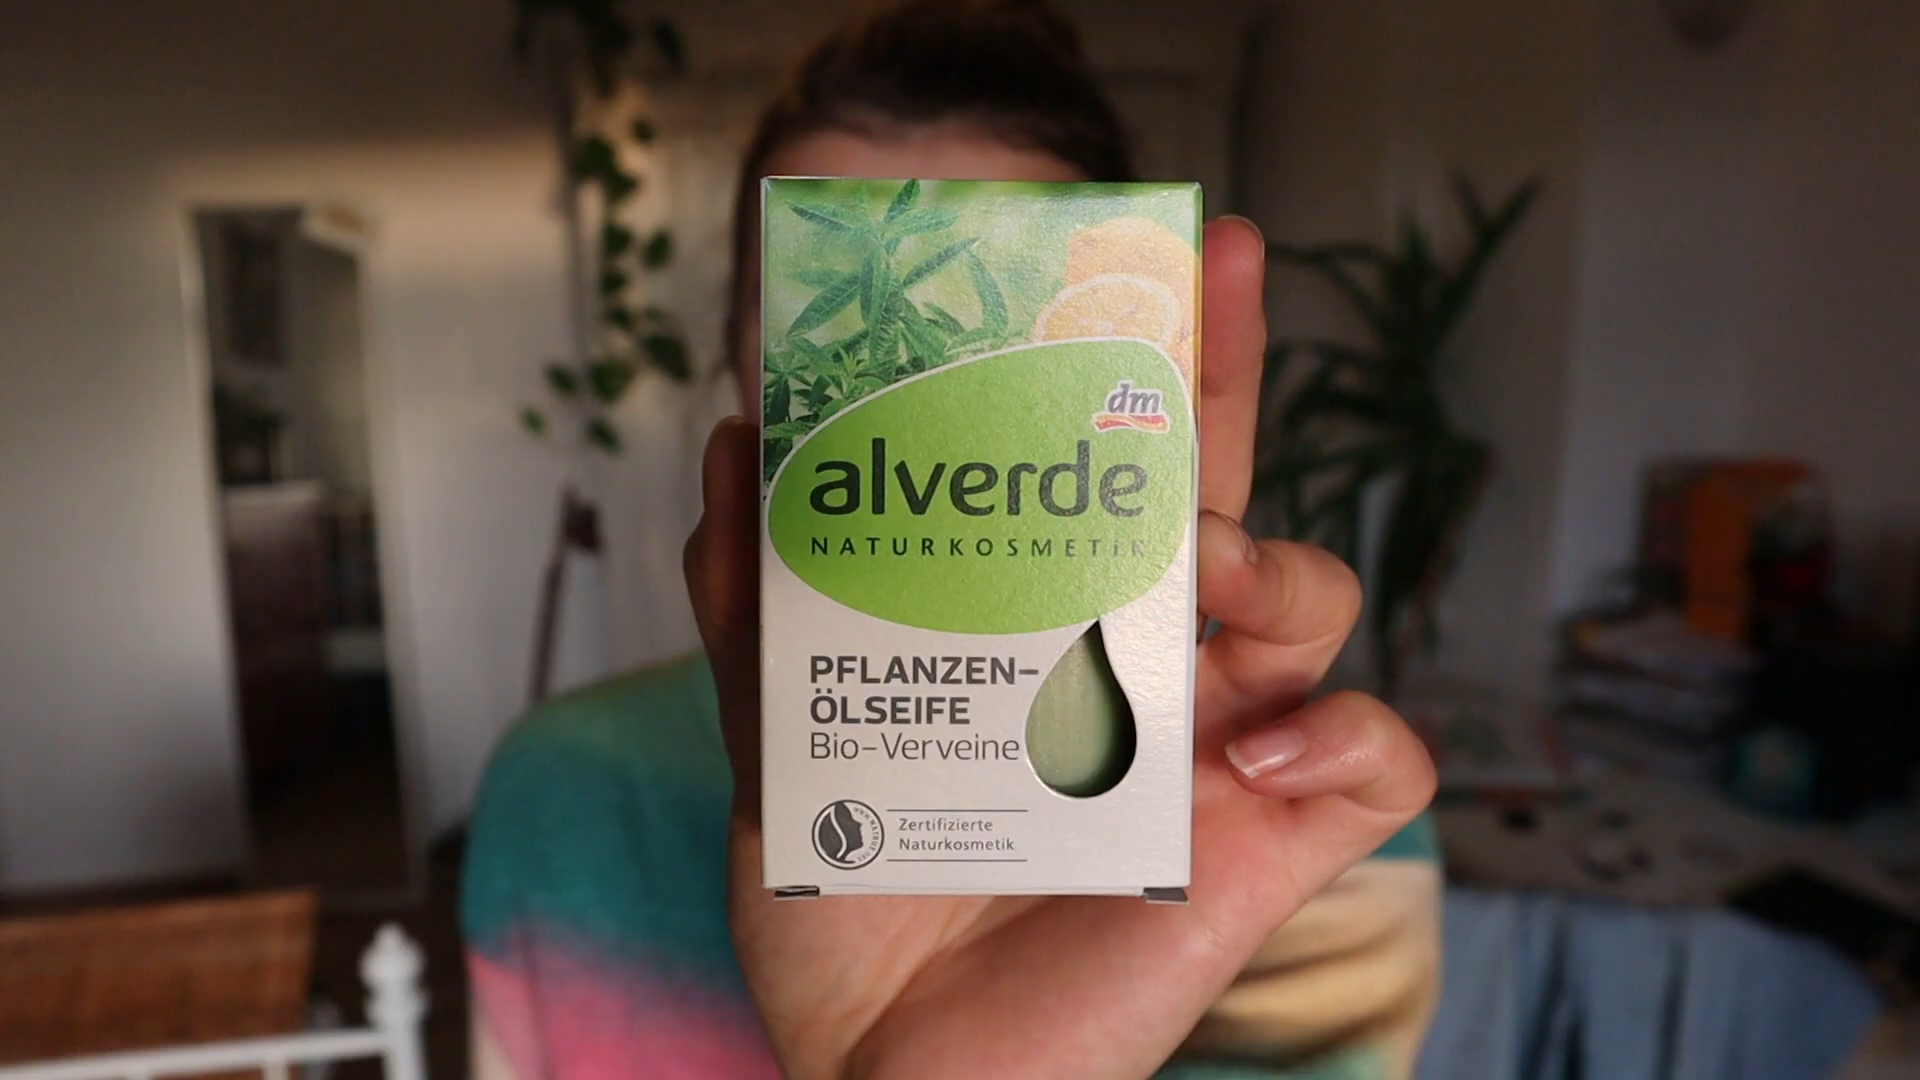 dm
alverde
NATURKOSMETIK
PFLANZEN-
ÖLSEIFE
Bio-Verveine
Zertifizierte
Naturkosmetik